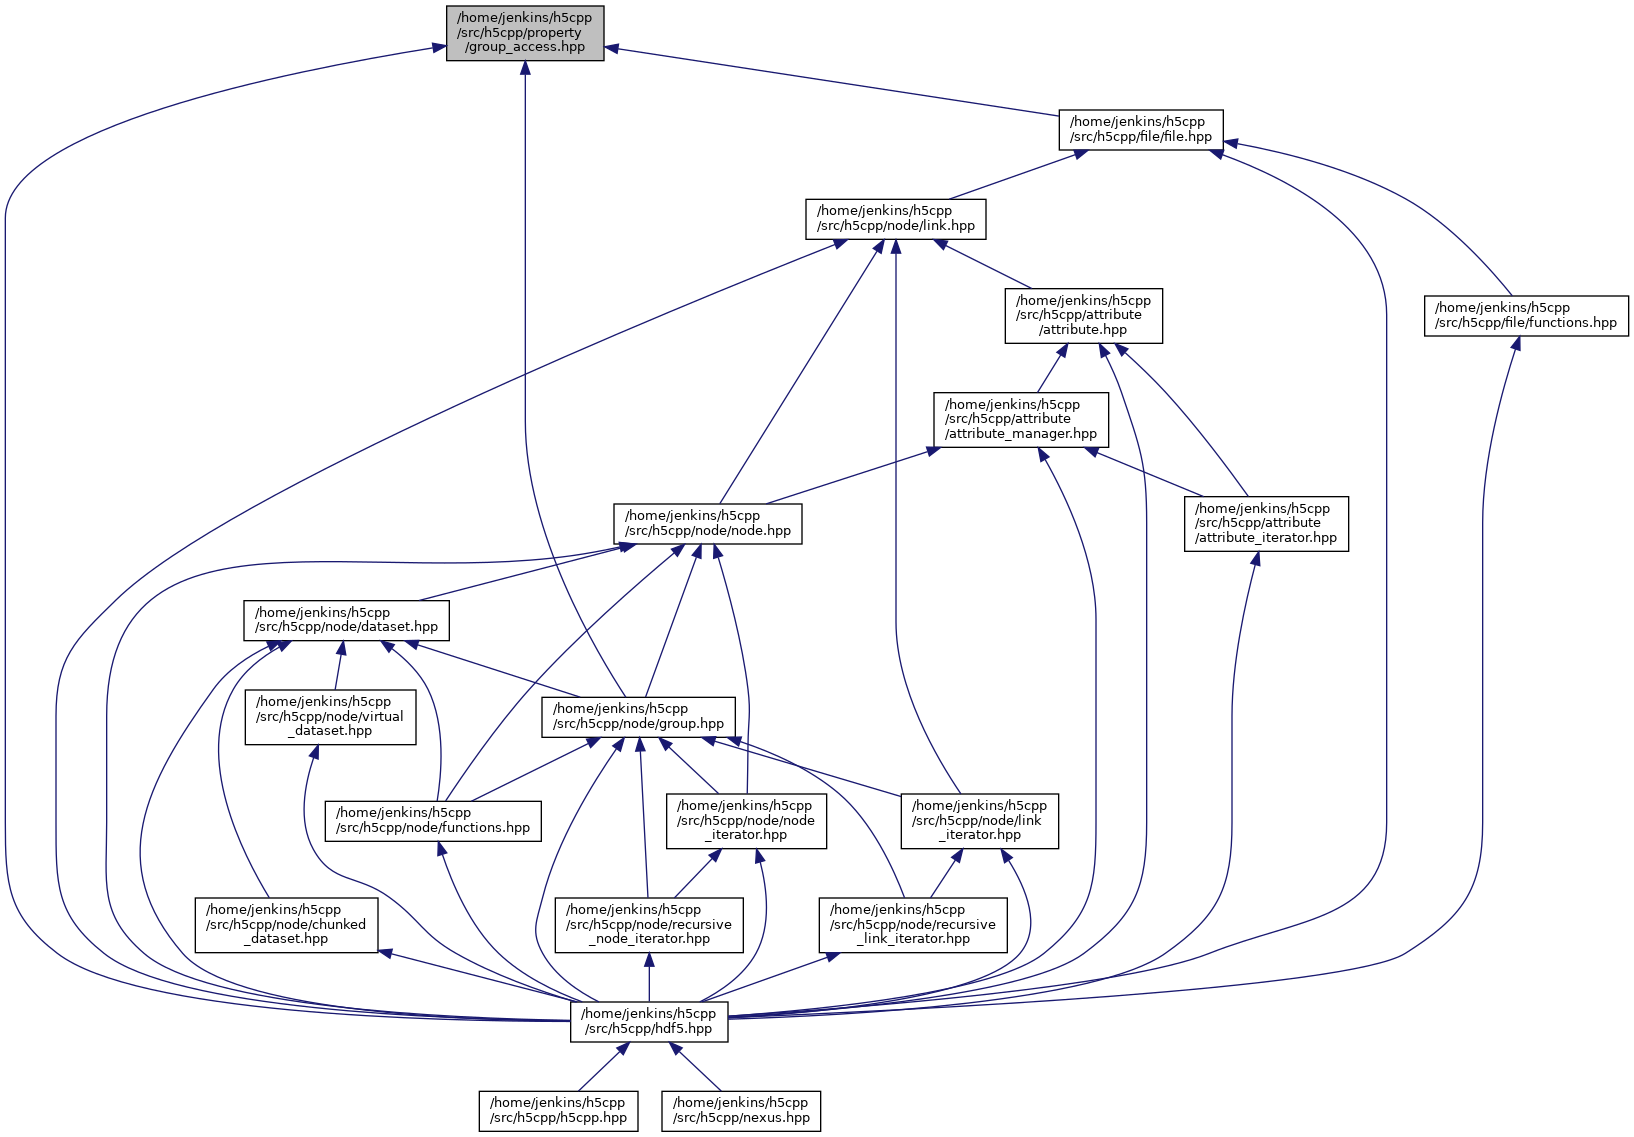 /home/jenkins/h5cpp
/src/h5cpp/property
/group_access.hpp
/home/jenkins/h5cpp
/src/h5cpp/file/file.hpp
/home/jenkins/h5cpp
/src/h5cpp/node/link.hpp
/home/jenkins/h5cpp
/src/h5cpp/attribute
/attribute.hpp
/home/jenkins/h5cpp
/src/h5cpp/file/functions.hpp
/home/jenkins/h5cpp
/src/h5cpp/attribute
/attribute_manager.hpp
/home/jenkins/h5cpp
/src/h5cpp/node/node.hpp
/home/jenkins/h5cpp
/src/h5cpp/attribute
/attribute_iterator.hpp
/home/jenkins/h5cpp
/src/h5cpp/node/dataset.hpp
/home/jenkins/h5cpp
/src/h5cpp/node/virtual
_dataset.hpp
/home/jenkins/h5cpp
/src/h5cpp/node/group.hpp
/home/jenkins/h5cpp
/src/h5cpp/node/functions.hpp
/home/jenkins/h5cpp
/src/h5cpp/node/node
_iterator.hpp
/home/jenkins/h5cpp
/src/h5cpp/node/link
_iterator.hpp
/home/jenkins/h5cpp
/src/h5cpp/node/chunked
_dataset.hpp
/home/jenkins/h5cpp
/src/h5cpp/node/recursive
_node_iterator.hpp
/home/jenkins/h5cpp
/src/h5cpp/node/recursive
_link_iterator.hpp
/home/jenkins/h5cpp
/src/h5cpp/hdf5.hpp
/home/jenkins/h5cpp
/src/h5cpp/h5cpp.hpp
/home/jenkins/h5cpp
/src/h5cpp/nexus.hpp